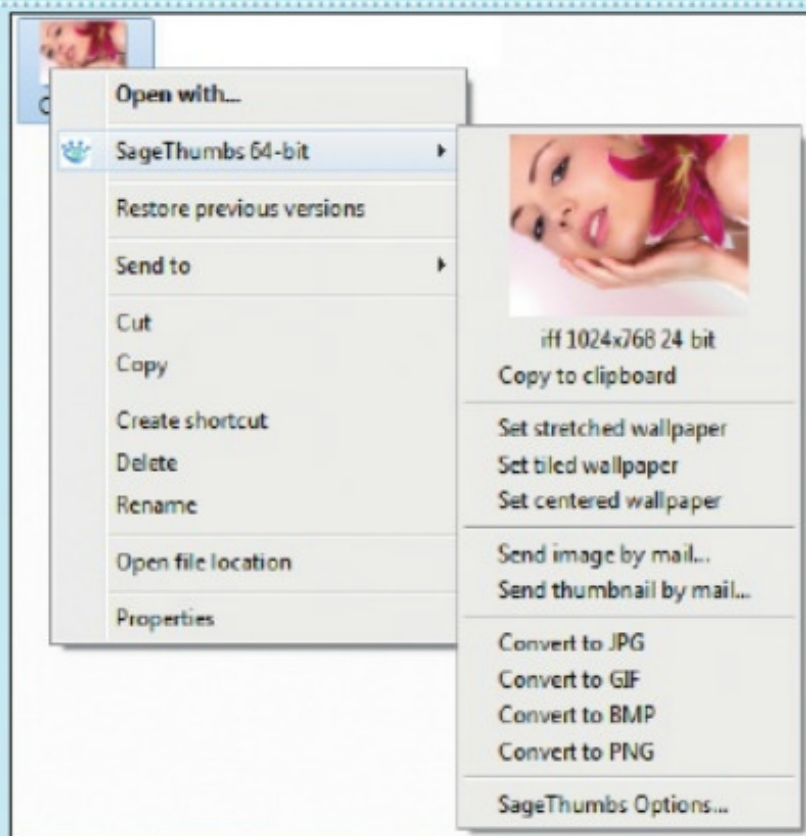 Open with...
SageThumbs 64-bit
Restore previous versions
Send to
Cut
Copy
Create shortcut
Delete
Rename
Open file location
Properties
iff 1024x768 24 bit
Copy to clipboard
Set stretched wallpaper
Set tiled wallpaper
Set centered wallpaper
Send image by mail...
Send thumbnail by mail...
Convert to JPG
Convert to GIF
Convert to BMP
Convert to PNG
SageThumbs Options...